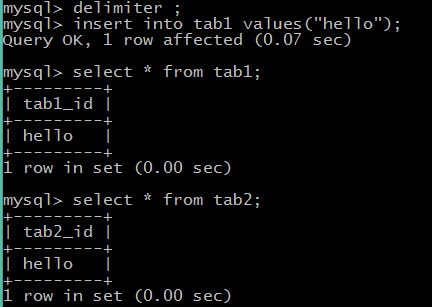 mysql> delimiter ;
mysql> insert into tab1 values("hello");
Query OK, 1 row affected (0.07 sec)
mysql> select * from tab1;
+---------+
| tab1_id |
+---------+
| hello   |
+---------+
1 row in set (0.00 sec)
mysql> select * from tab2;
+---------+
| tab2_id |
+---------+
| hello   |
+---------+
1 row in set (0.00 sec)